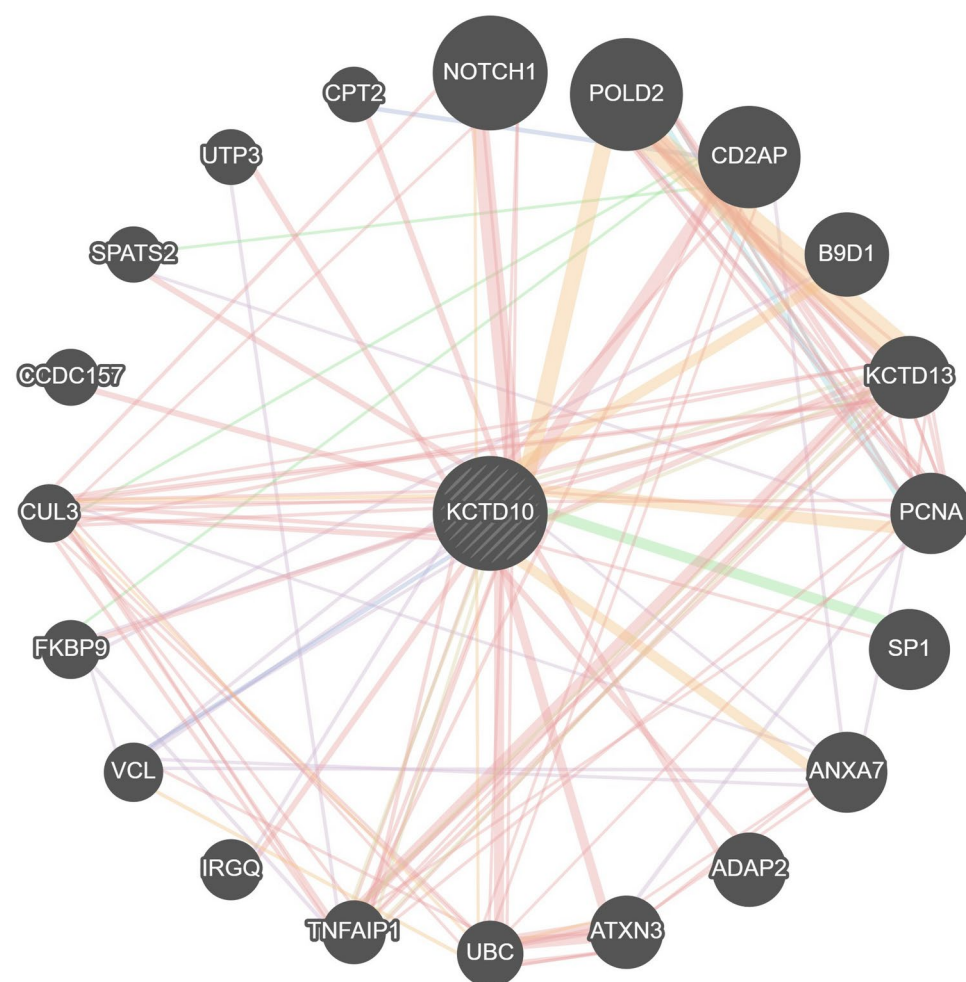 NOTCH1
POLD2
CPT2
CD2AP
UTP3
SPATS2
B9D1
CCDC157
KCTD13
CUL3
KCTD10
PCNA
FKBP9
SP1
VCL
ANXA7
IRGQ
ADAP2
TNFAIP1
UBC
ATXN3